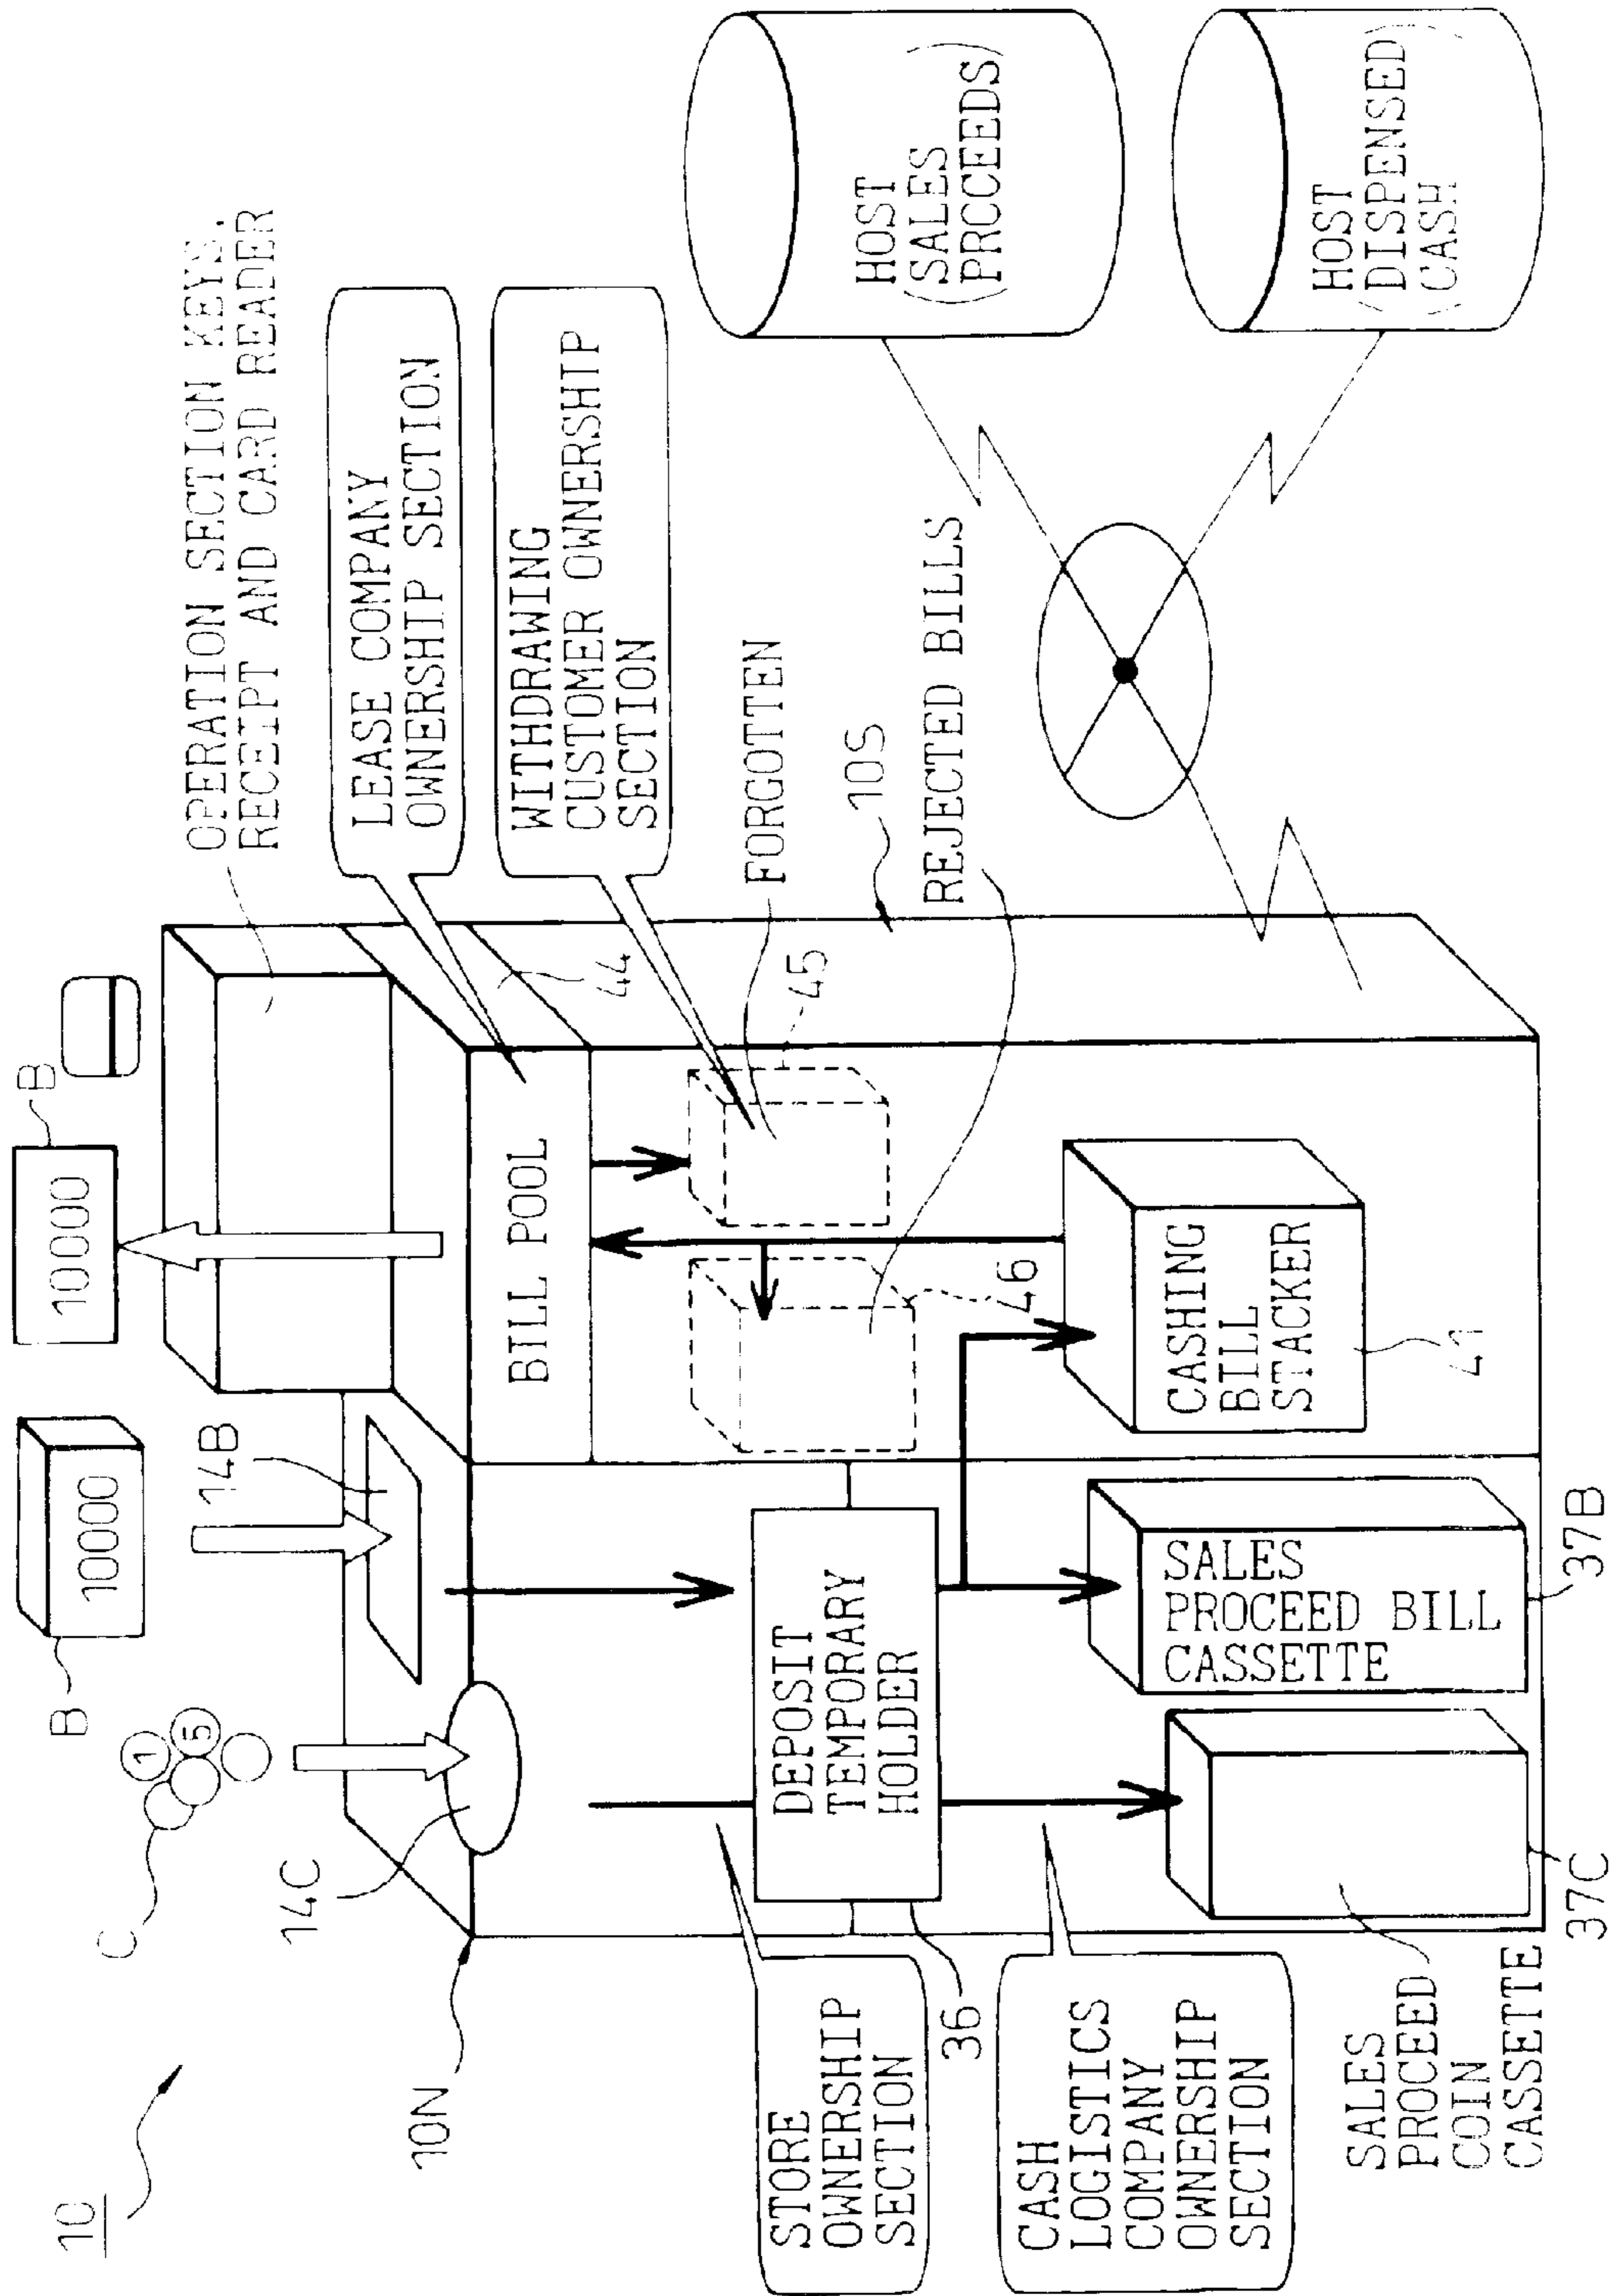 10
C
1
5
B
10000
10000
B
OPERATION SECTION KEYS,
RECEIPT AND CARD READER
14C
14B
10N
LEASE COMPANY
OWNERSHIP SECTION
WITHDRAWING
CUSTOMER OWNERSHIP
SECTION
BILL POOL
44
FORGOTTEN
45
STORE
OWNERSHIP
SECTION
DEPOSIT
TEMPORARY
HOLDER
36
46
10S
REJECTED BILLS
HOST
(SALES
PROCEEDS)
CASH
LOGISTICS
COMPANY
OWNERSHIP
SECTION
SALES
PROCEED BILL
CASSETTE
CASHING
BILL
STACKER
41
HOST
(DISPENSED
CASH)
SALES
PROCEED
COIN
CASSETTE
37C
37B